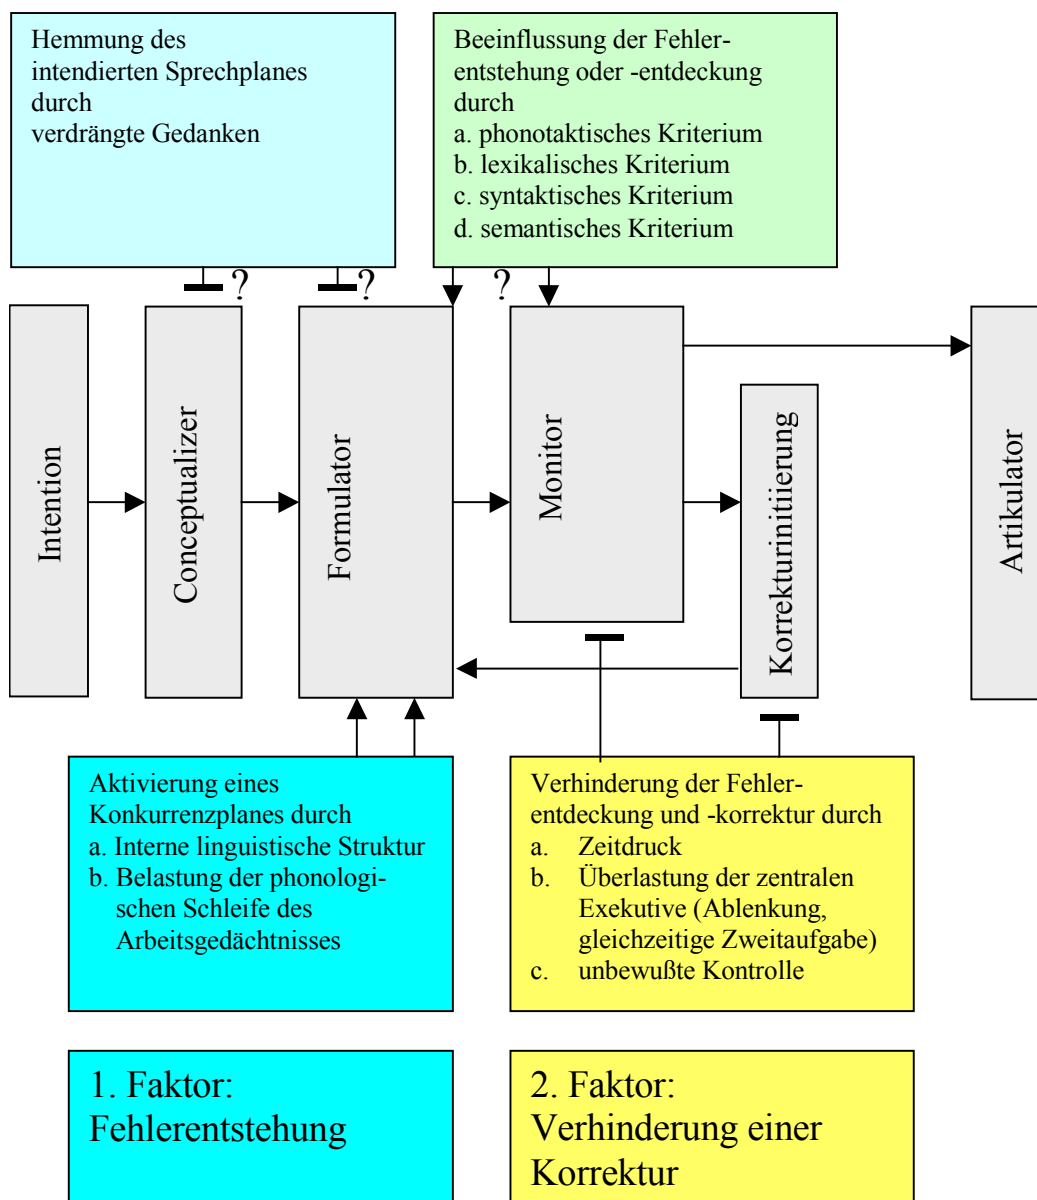 Hemmung des
intendierten Sprechplanes
durch
verdrängte Gedanken
Beeinflussung der Fehler-
entstehung oder -entdeckung
durch
a. phonotaktisches Kriterium
b. lexikalisches Kriterium
c. syntaktisches Kriterium
d. semantisches Kriterium
?
?
?
Intention
Conceptualizer
Formulator
Monitor
Korrekturinitiierung
Artikulator
Aktivierung eines
Konkurrenzplanes durch
a. Interne linguistische Struktur
b. Belastung der phonologi-
schen Schleife des
Arbeitsgedächtnisses
Verhinderung der Fehler-
entdeckung und -korrektur durch
a. Zeitdruck
b. Überlastung der zentralen
Exekutive (Ablenkung,
gleichzeitige Zweitaufgabe)
c. unbewußte Kontrolle
1. Faktor:
Fehlerentstehung
2. Faktor:
Verhinderung einer
Korrektur